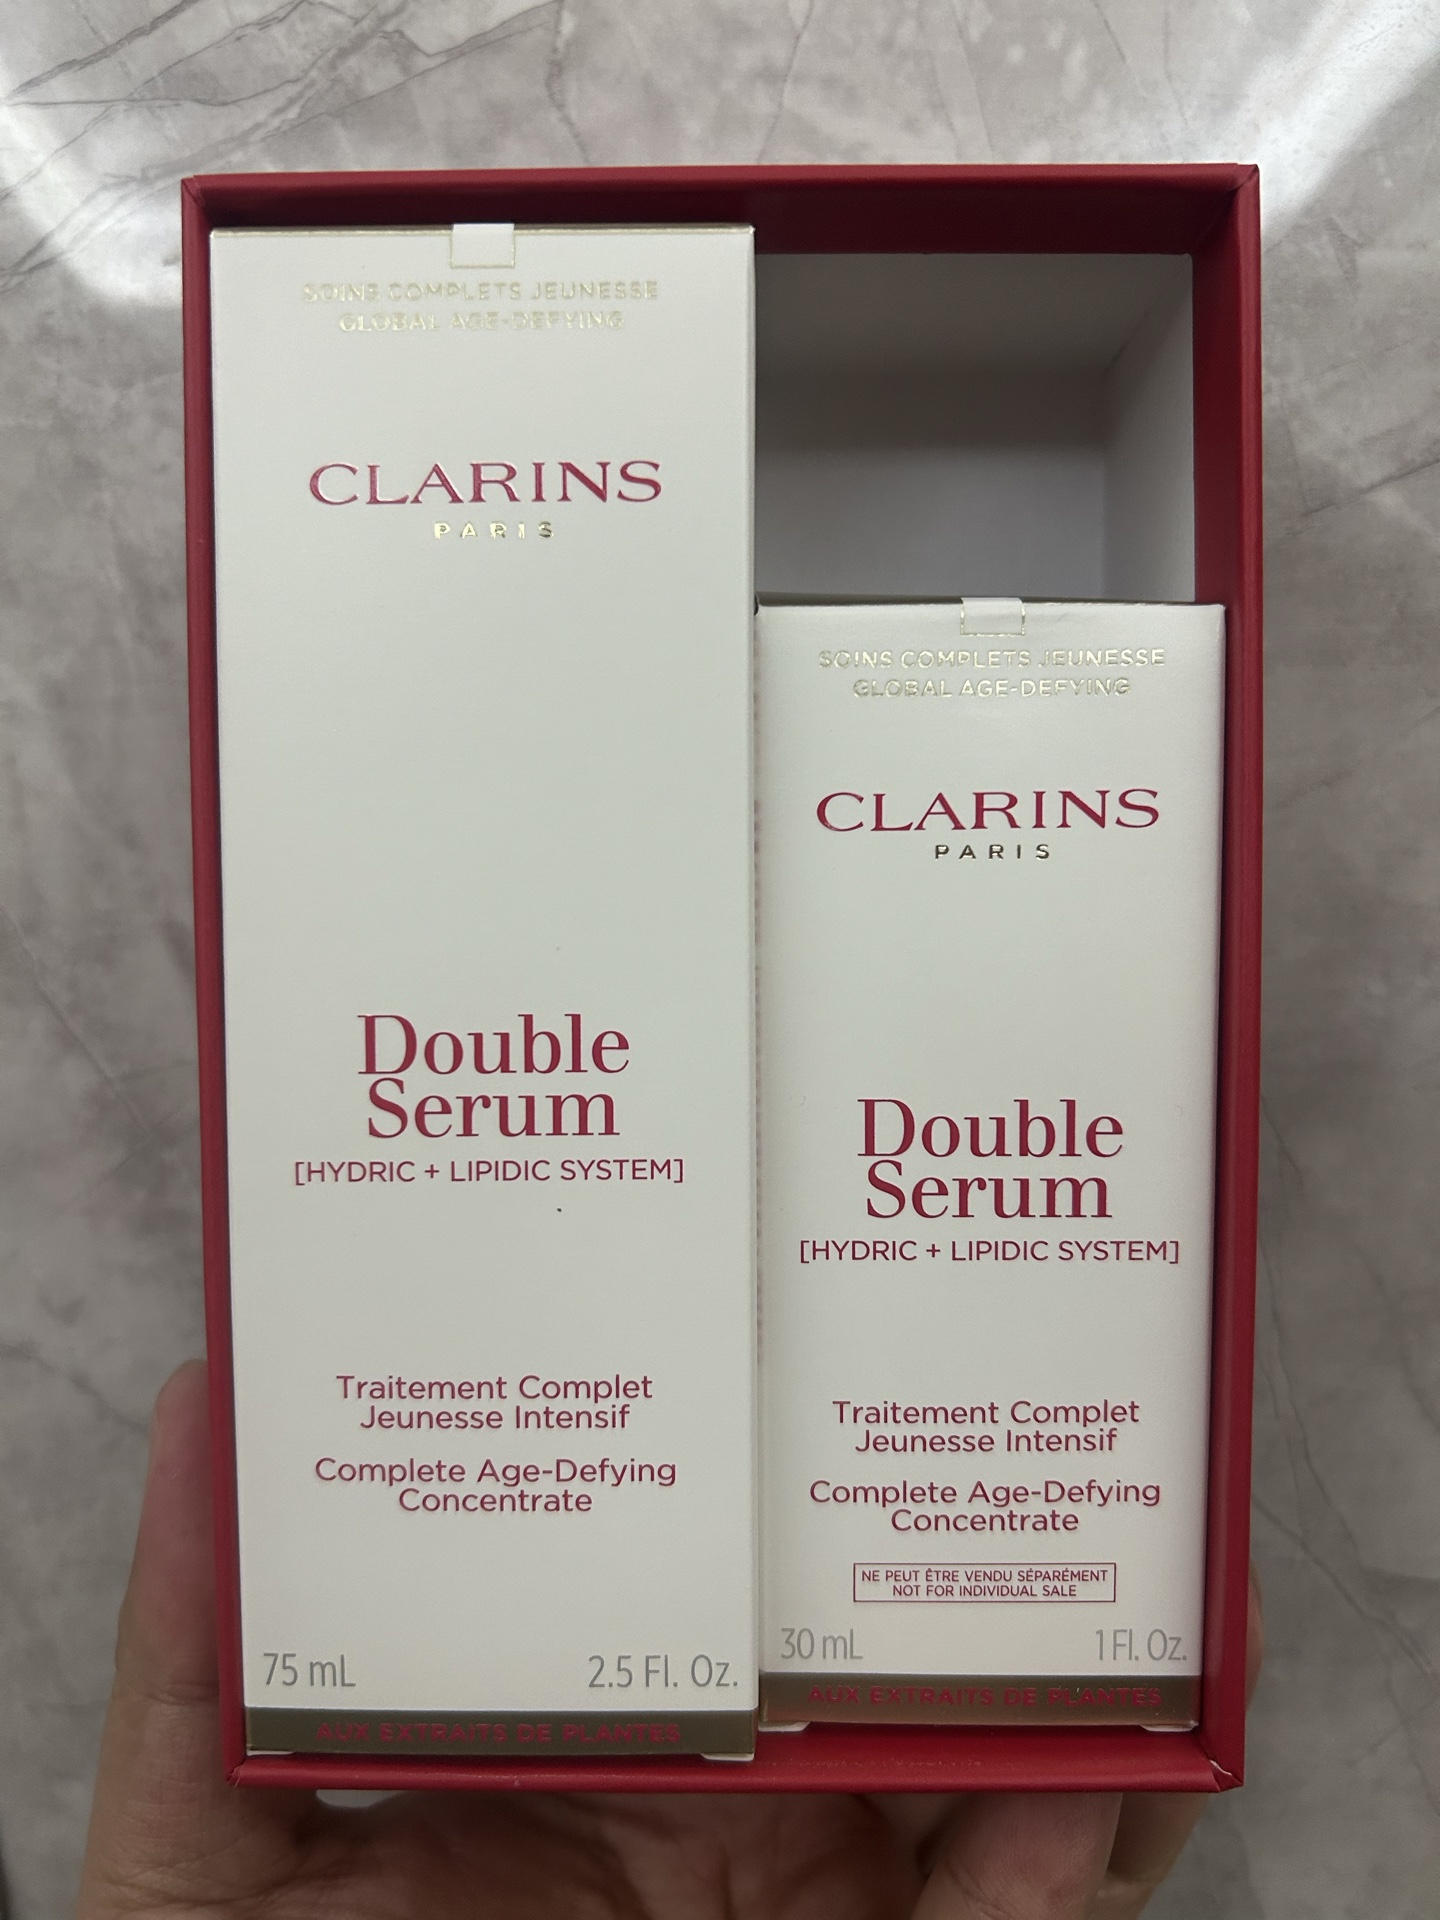 SOINS COMPLETS JEUNESSE
GLOBAL AGE-DEFYING
CLARINS
PARIS
Double
Serum
[HYDRIC + LIPIDIC SYSTEM]
Traitement Complet
Jeunesse Intensif
Complete Age-Defying
Concentrate
75 mL 2.5 Fl. Oz.
AUX EXTRAITS DE PLANTES
SOINS COMPLETS JEUNESSE
GLOBAL AGE-DEFYING
CLARINS
PARIS
Double
Serum
[HYDRIC + LIPIDIC SYSTEM]
Traitement Complet
Jeunesse Intensif
Complete Age-Defying
Concentrate
NE PEUT ÊTRE VENDU SÉPARÉMENT
NOT FOR INDIVIDUAL SALE
30 mL 1 Fl. Oz.
AUX EXTRAITS DE PLANTES